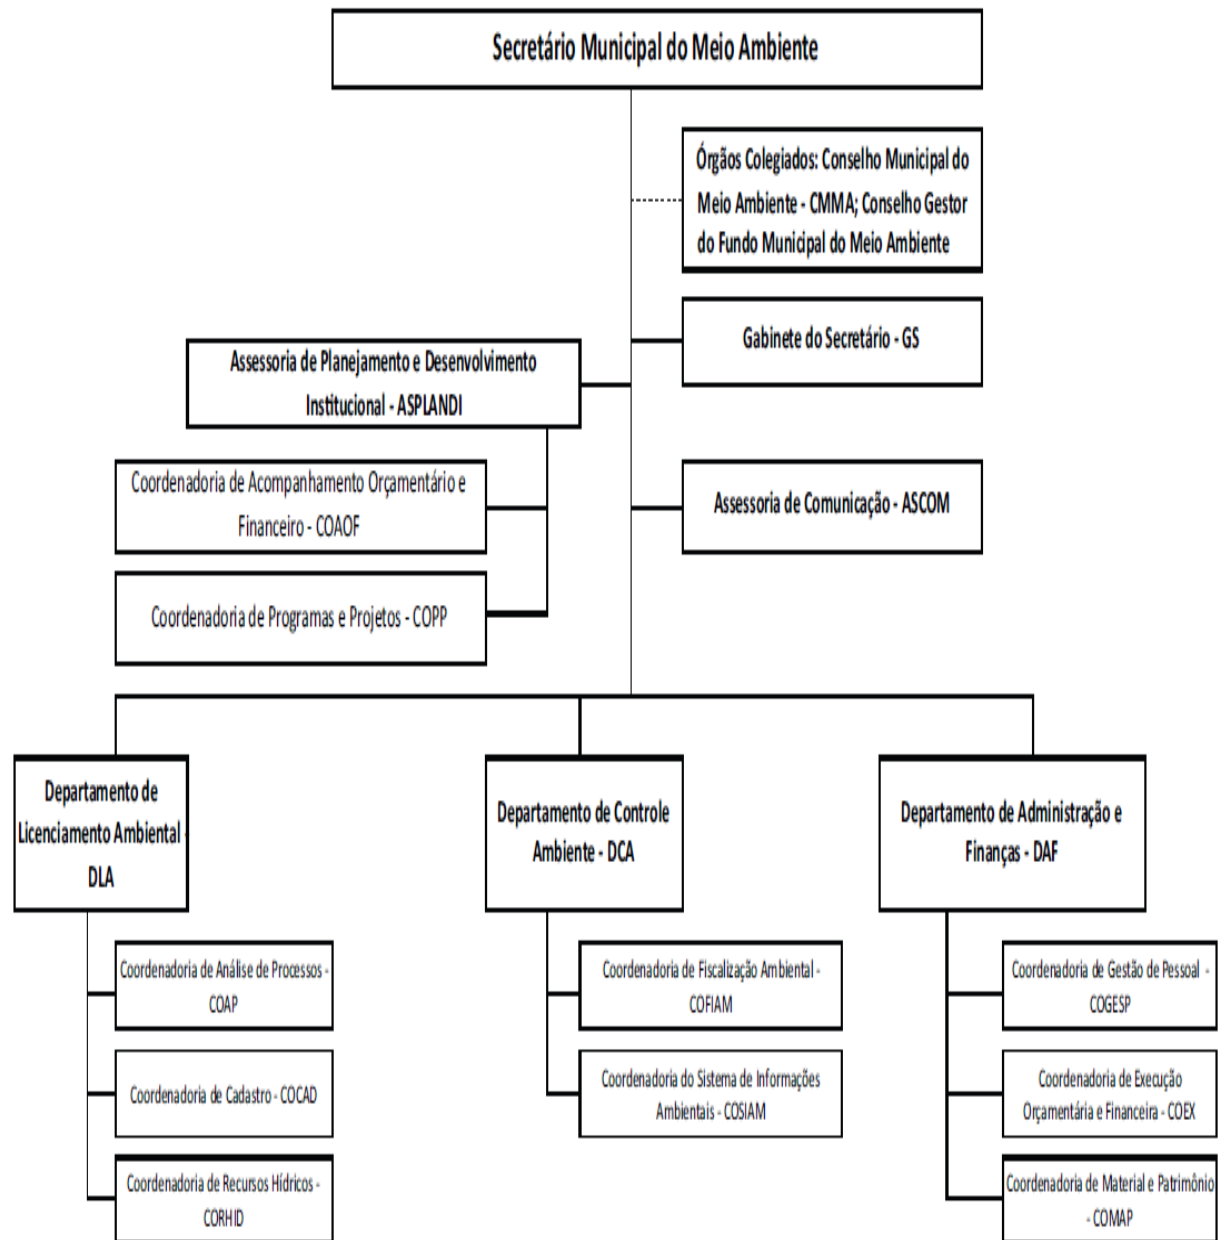 Secretário Municipal do Meio Ambiente
Órgãos Colegiados: Conselho Municipal do
Meio Ambiente - CMMA; Conselho Gestor
do Fundo Municipal do Meio Ambiente
Gabinete do Secretário - GS
Assessoria de Planejamento e Desenvolvimento
Institucional - ASPLANDI
Coordenadoria de Acompanhamento Orçamentário e
Financeiro - COAOF
Assessoria de Comunicação - ASCOM
Coordenadoria de Programas e Projetos - COPP
Departamento de
Licenciamento Ambiental -
DLA
Departamento de Controle
Ambiente - DCA
Departamento de Administração e
Finanças - DAF
Coordenadoria de Análise de Processos -
COAP
Coordenadoria de Cadastro - COCAD
Coordenadoria de Recursos Hídricos -
CORHID
Coordenadoria de Fiscalização Ambiental -
COFIAM
Coordenadoria do Sistema de Informações
Ambientais - COSIAM
Coordenadoria de Gestão de Pessoal -
COGESP
Coordenadoria de Execução
Orçamentária e Financeira - COEX
Coordenadoria de Material e Patrimônio
- COMAP